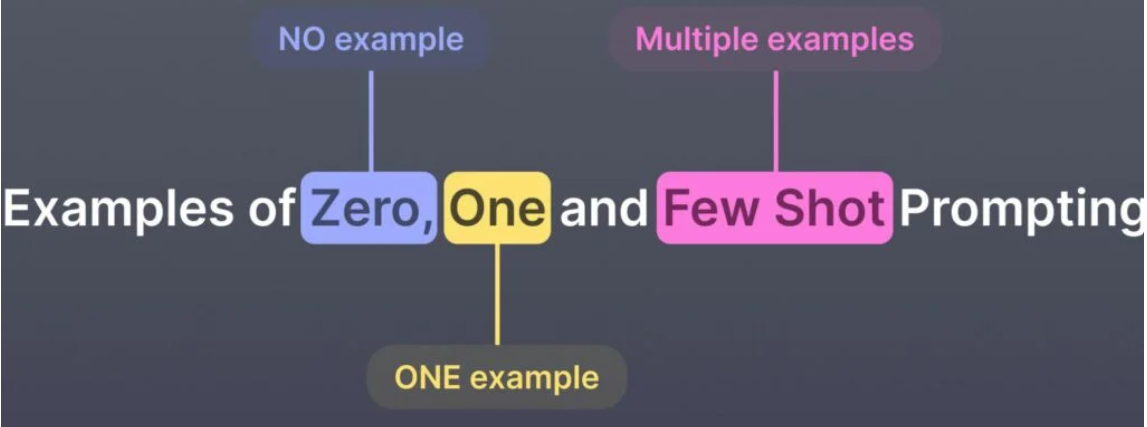 NO example
Multiple examples
Examples of Zero, One and Few Shot Prompting
ONE example